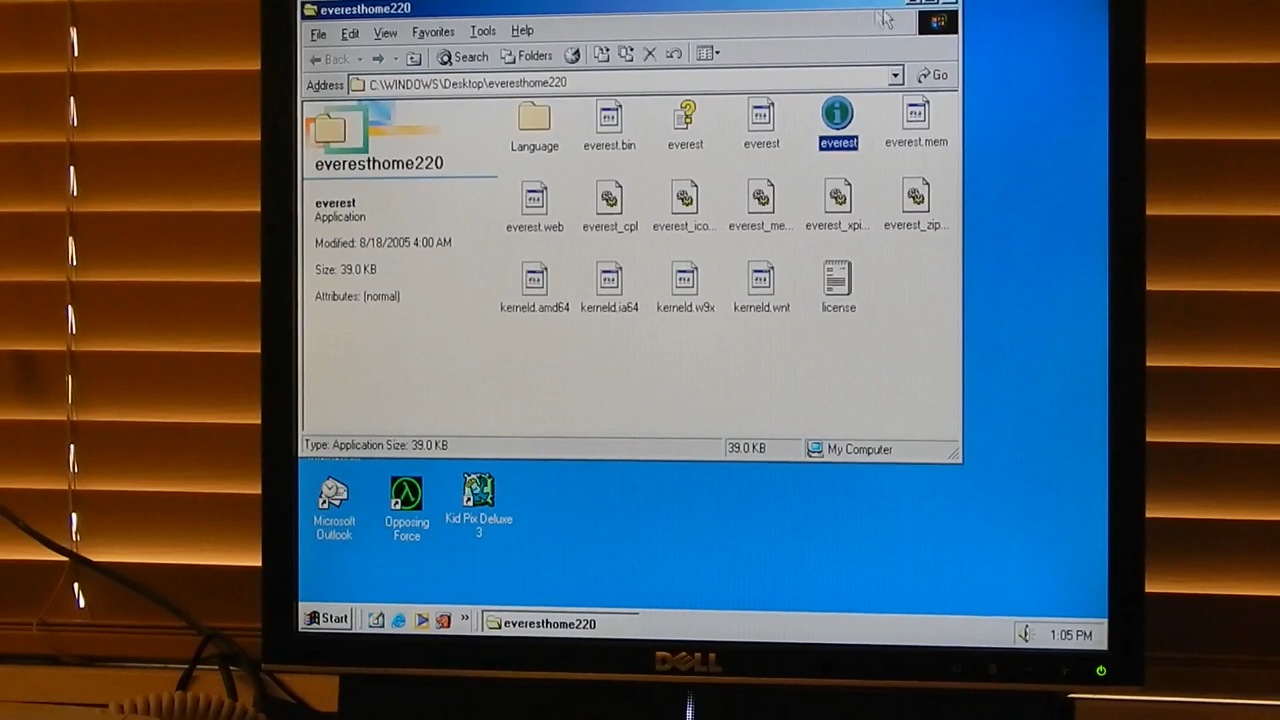 everesthome220
File Edit View Favorites Tools Help
Back Search Folders
Address C:\WINDOWS\Desktop\everesthome220 Go
everesthome220
everest
Application
Modified: 8/18/2005 4:00 AM
Size: 39.0 KB
Attributes: (normal)
Language everest.bin everest everest everest everest.mem
everest.web everest_cpl everest_ico... everest_me... everest_xpi... everest_zip...
kerneld.amd64 kerneld.ia64 kerneld.w9x kerneld.wnt license
Type: Application Size: 39.0 KB 39.0 KB My Computer
Microsoft Outlook
Opposing Force
Kid Pix Deluxe 3
Start » everesthome220 1:05 PM
DELL